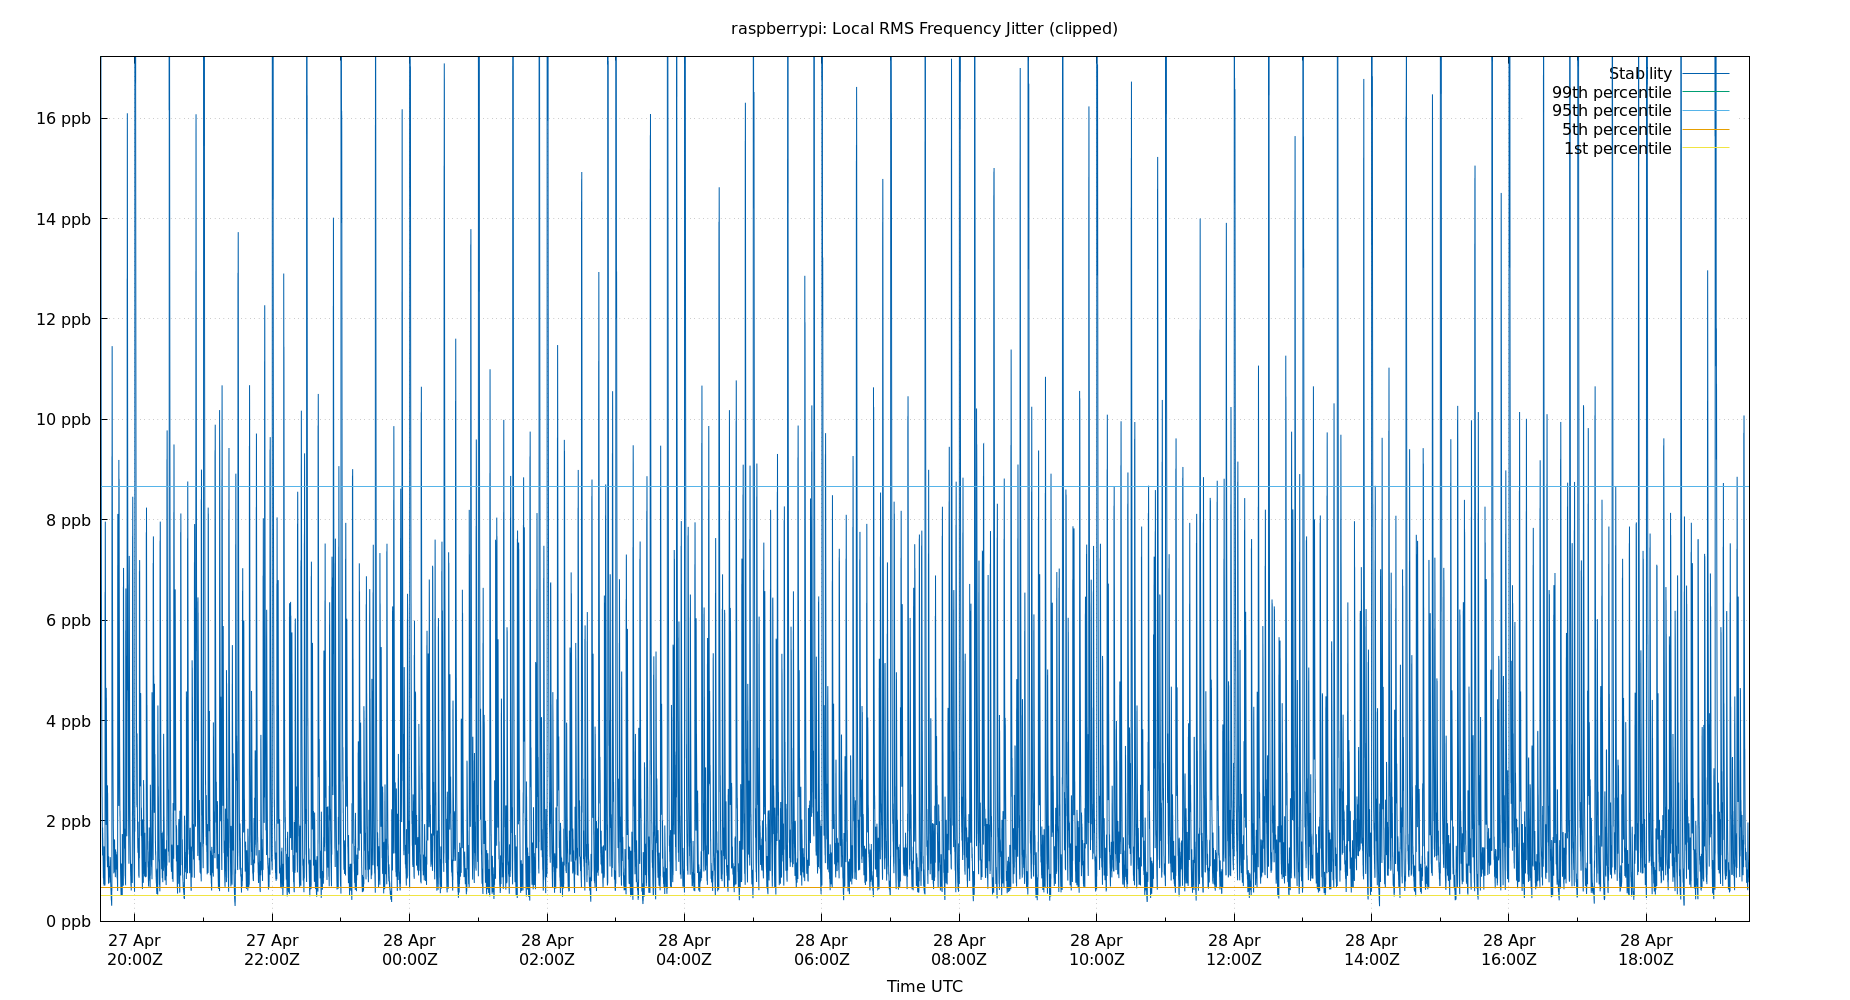 raspberrypi: Local RMS Frequency Jitter (clipped)
Stability
99th percentile
95th percentile
5th percentile
1st percentile
16 ppb
14 ppb
12 ppb
10 ppb
8 ppb
6 ppb
4 ppb
2 ppb
0 ppb
27 Apr 27 Apr 28 Apr 28 Apr 28 Apr 28 Apr 28 Apr 28 Apr 28 Apr 28 Apr 28 Apr 28 Apr
20:00Z 22:00Z 00:00Z 02:00Z 04:00Z 06:00Z 08:00Z 10:00Z 12:00Z 14:00Z 16:00Z 18:00Z
Time UTC